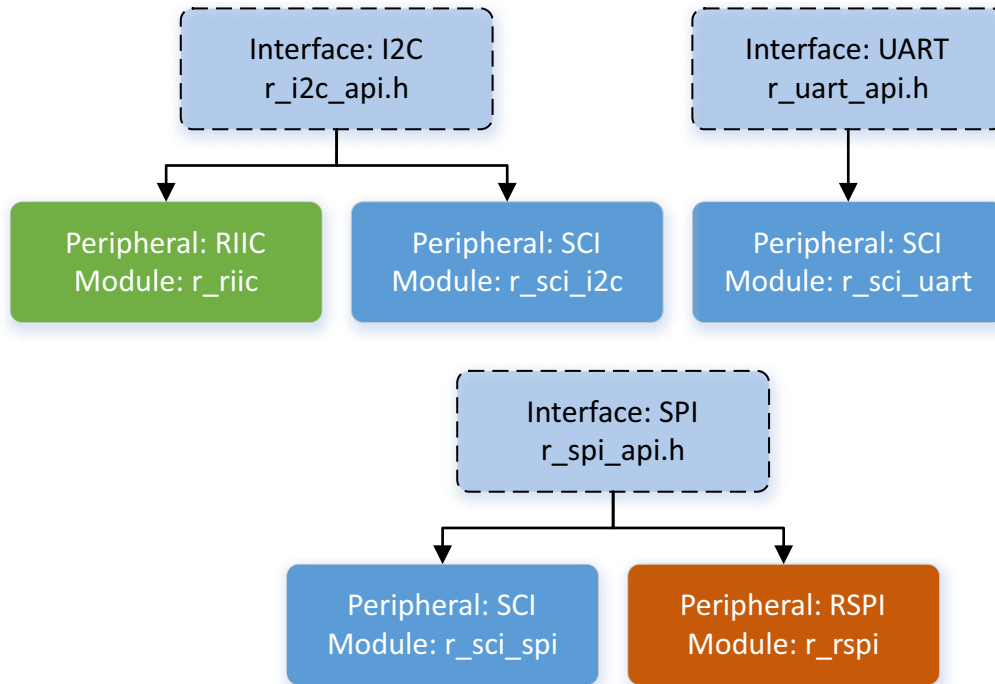 Interface: I2C
r_i2c_api.h
Interface: UART
r_uart_api.h
Peripheral: RIIC
Module: r_riic
Peripheral: SCI
Module: r_sci_i2c
Peripheral: SCI
Module: r_sci_uart
Interface: SPI
r_spi_api.h
Peripheral: SCI
Module: r_sci_spi
Peripheral: RSPI
Module: r_rspi